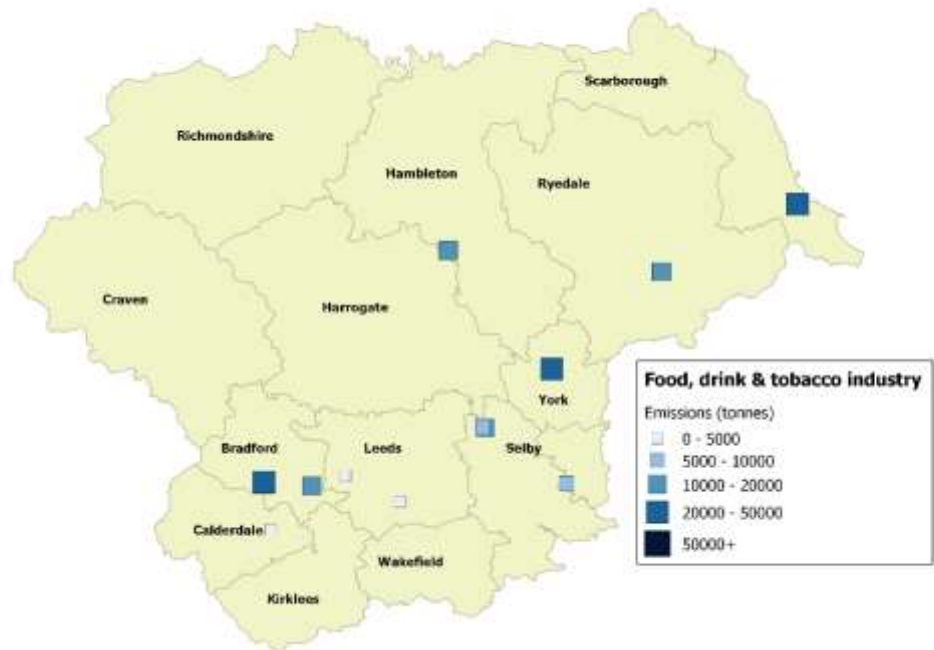 Scarborough
Richmondshire
Hambleton
Ryedale
Craven
Harrogate
York
Bradford
Leeds
Selby
Calderdale
Wakefield
Kirklees
Food, drink & tobacco industry
Emissions (tonnes)
0 - 5000
5000 - 10000
10000 - 20000
20000 - 50000
50000+